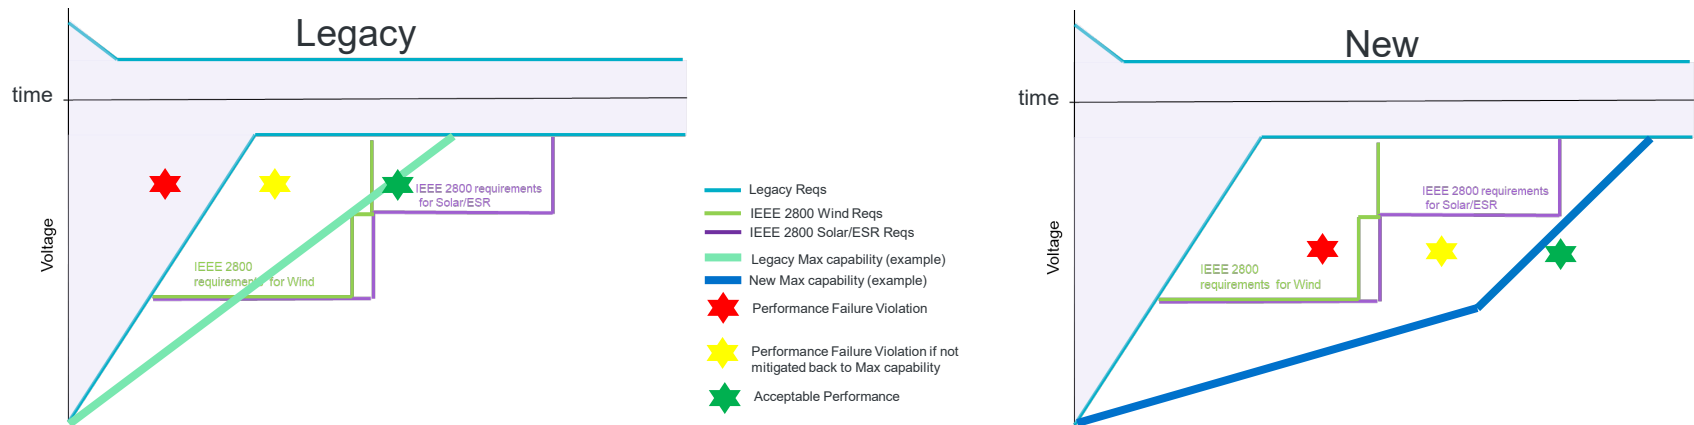 Legacy
time
Voltage
IEEE 2800 requirements
for Solar/ESR
IEEE 2800
requirements for Wind
Legacy Reqs
IEEE 2800 Wind Reqs
IEEE 2800 Solar/ESR Reqs
Legacy Max capability (example)
New Max capability (example)
Performance Failure Violation
Performance Failure Violation if not
mitigated back to Max capability
Acceptable Performance
New
time
Voltage
IEEE 2800 requirements
for Solar/ESR
IEEE 2800
requirements for Wind